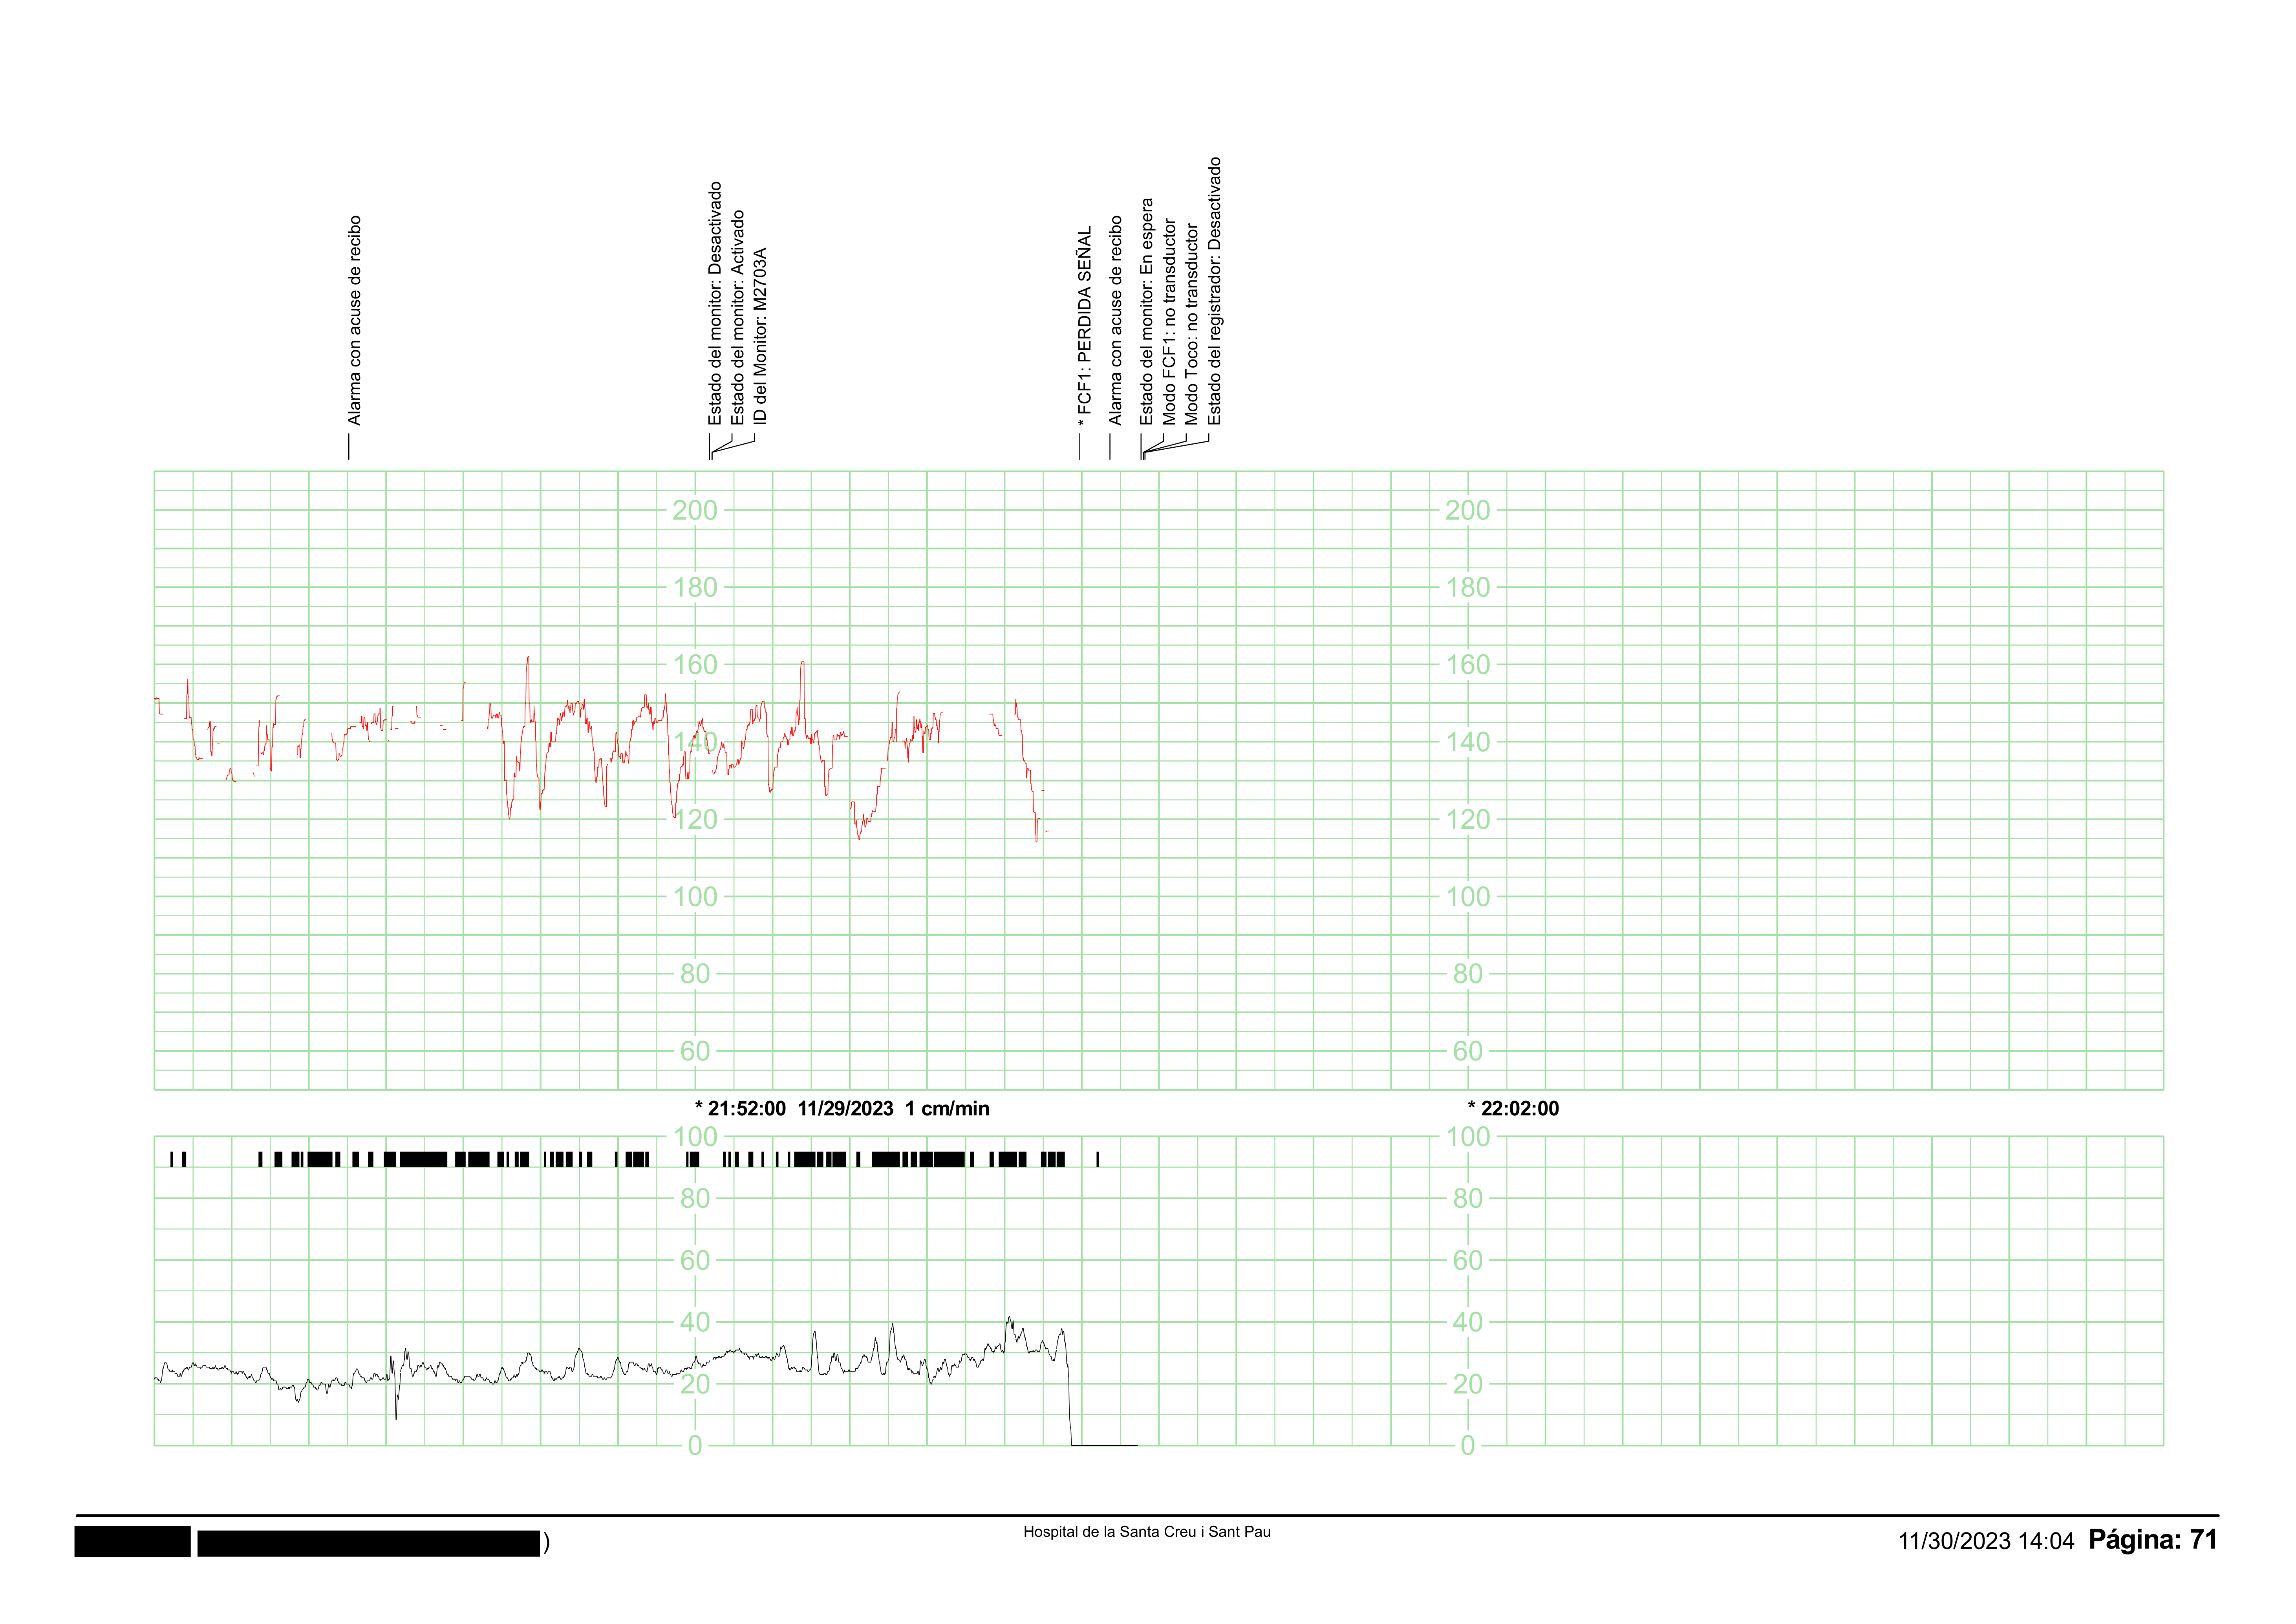 Alarma con acuse de recibo
Estado del monitor: Desactivado
Estado del monitor: Activado
ID del Monitor: M2703A
* FCF1: PERDIDA SEÑAL
Alarma con acuse de recibo
Estado del monitor: En espera
Modo FCF1: no transductor
Modo Toco: no transductor
Estado del registrador: Desactivado
200 200
180 180
160 160
140 140
120 120
100 100
80 80
60 60
* 21:52:00 11/29/2023 1 cm/min * 22:02:00
100 100
80 80
60 60
40 40
20 20
0 0
)
Hospital de la Santa Creu i Sant Pau
11/30/2023 14:04 Página: 71